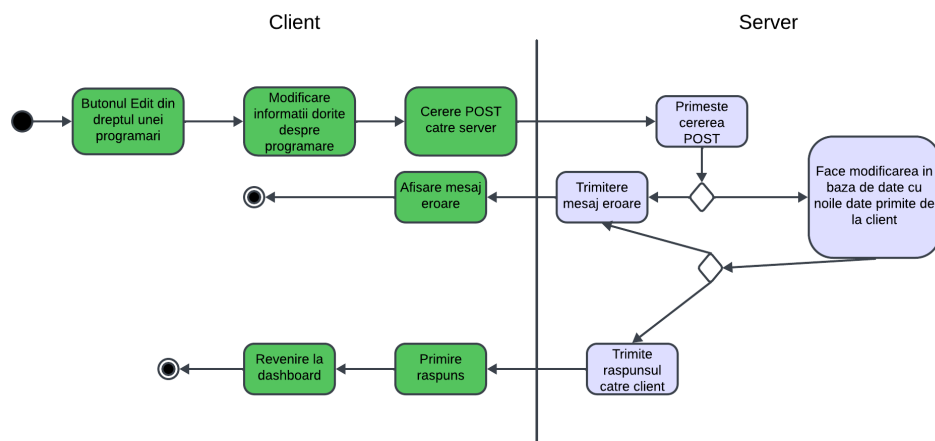 Client
Server
Butonul Edit din
dreptul unei
programari
Modificare
informatii dorite
despre
programare
Cerere POST
catre server
Primeste
cererea
POST
Face modificarea in
baza de date cu
noile date primite de
la client
Afisare mesaj
eroare
Trimitere
mesaj eroare
Revenire la
dashboard
Primire
raspuns
Trimite
raspunsul
catre client